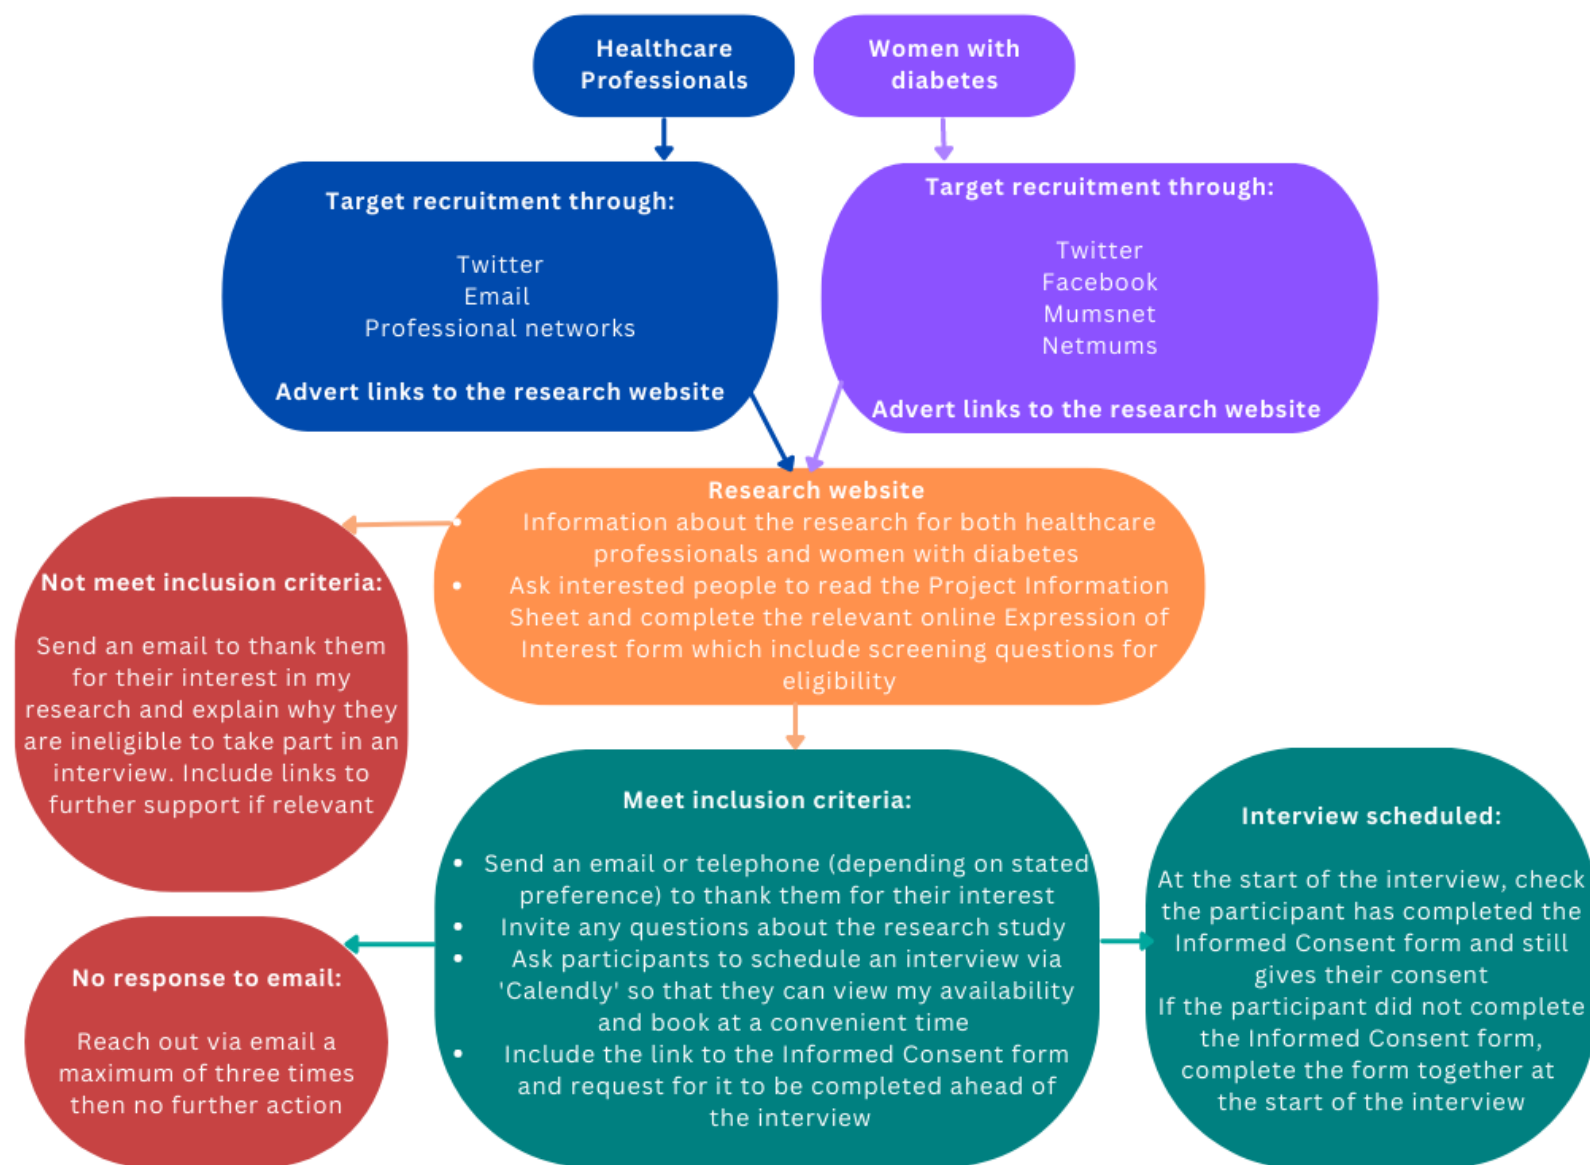 Healthcare
Professionals
Women with
diabetes
Target recruitment through:
Twitter
Email
Professional networks
Advert links to the research website
Target recruitment through:
Twitter
Facebook
Mumsnet
Netmums
Advert links to the research website
Research website
• Information about the research for both healthcare
professionals and women with diabetes
• Ask interested people to read the Project Information
Sheet and complete the relevant online Expression of
Interest form which include screening questions for
eligibility
Not meet inclusion criteria:
Send an email to thank them
for their interest in my
research and explain why they
are ineligible to take part in an
interview. Include links to
further support if relevant
Meet inclusion criteria:
• Send an email or telephone (depending on stated
preference) to thank them for their interest
• Invite any questions about the research study
• Ask participants to schedule an interview via
'Calendly' so that they can view my availability
and book at a convenient time
• Include the link to the Informed Consent form
and request for it to be completed ahead of
the interview
No response to email:
Reach out via email a
maximum of three times
then no further action
Interview scheduled:
At the start of the interview, check
the participant has completed the
Informed Consent form and still
gives their consent
If the participant did not complete
the Informed Consent form,
complete the form together at
the start of the interview